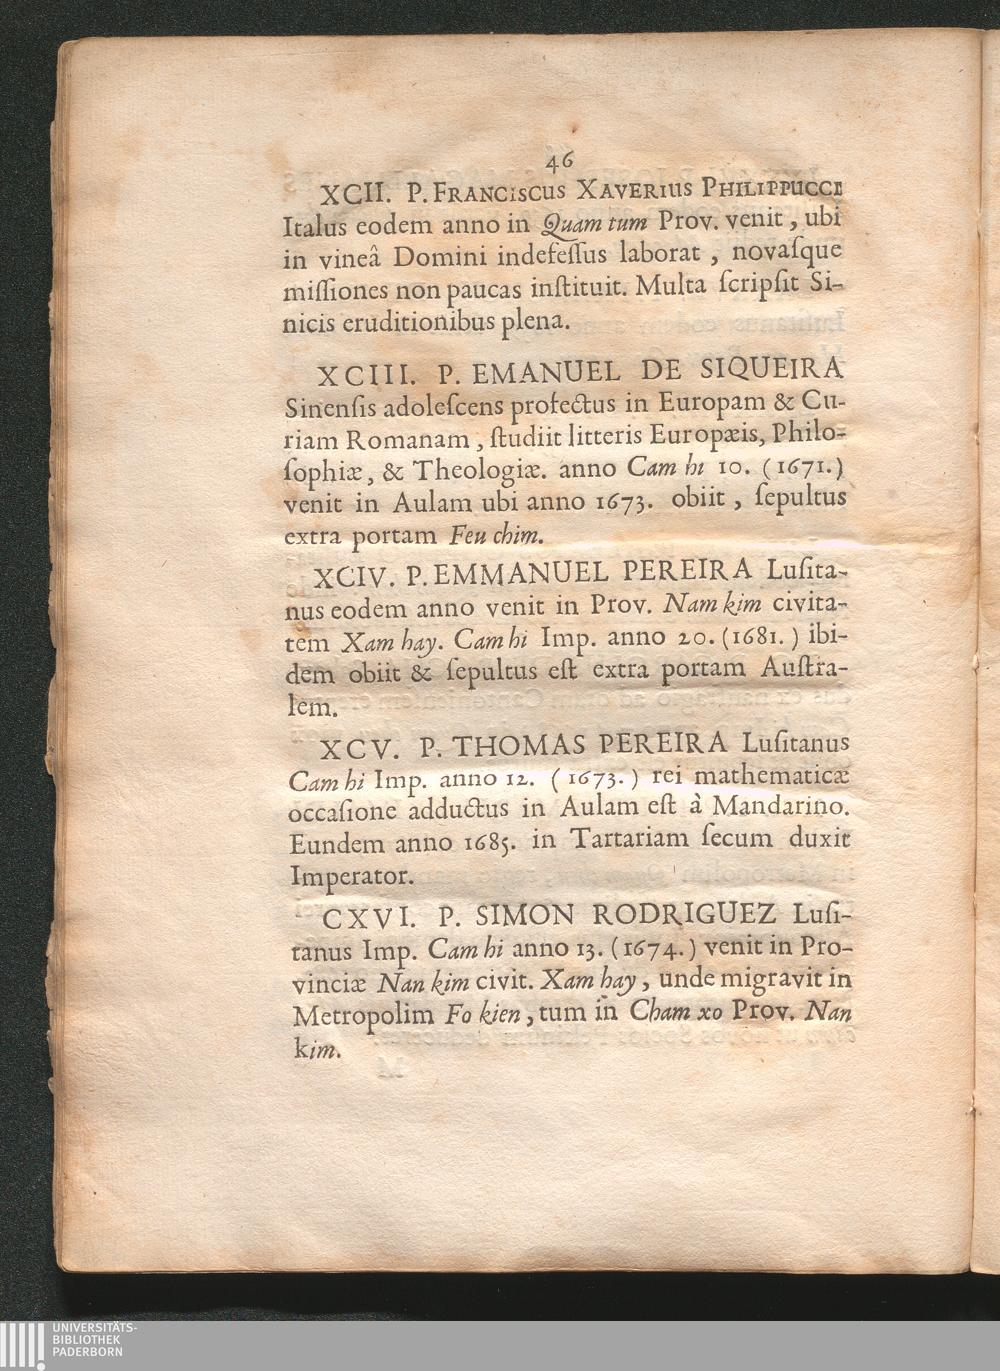 46
XCII. P. FRANCISCUS XAVERIUS PHILIPPUCCI
Italus eodem anno in Quam tum Prov. venit, ubi
in vineâ Domini indefeſſus laborat, novaſque
miſſiones non paucas inſtituit. Multa ſcripſit Si-
nicis eruditionibus plena.
XCIII. P. EMANUEL DE SIQUEIRA
Sinenſis adoleſcens profectus in Europam & Cu-
riam Romanam, ſtudiit litteris Europæis, Philo-
ſophiæ, & Theologiæ. anno Cam hi 10. (1671.)
venit in Aulam ubi anno 1673. obiit, ſepultus
extra portam Feu chim.
XCIV. P. EMMANUEL PEREIRA Luſita-
nus eodem anno venit in Prov. Nam kim civita-
tem Xam hay. Cam hi Imp. anno 20. (1681.) ibi-
dem obiit & ſepultus eſt extra portam Auſtra-
lem.
XCV. P. THOMAS PEREIRA Luſitanus
Cam hi Imp. anno 12. (1673.) rei mathematicæ
occaſione adductus in Aulam eſt à Mandarino.
Eundem anno 1685. in Tartariam ſecum duxit
Imperator.
CXVI. P. SIMON RODRIGUEZ Luſi-
tanus Imp. Cam hi anno 13. (1674.) venit in Pro-
vinciæ Nan kim civit. Xam hay, unde migravit in
Metropolim Fo kien, tum in Cham xo Prov. Nan
kim.
UNIVERSITÄTS-
BIBLIOTHEK
PADERBORN